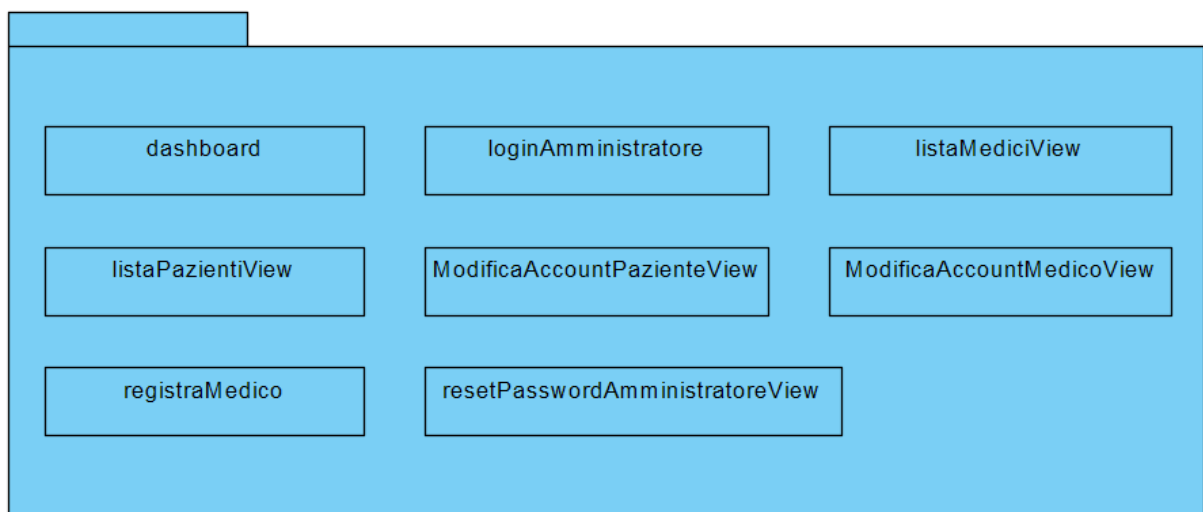 dashboard
loginAmministratore
listaMediciView
listaPazientiView
ModificaAccountPazienteView
ModificaAccountMedicoView
registraMedico
resetPasswordAmministratoreView